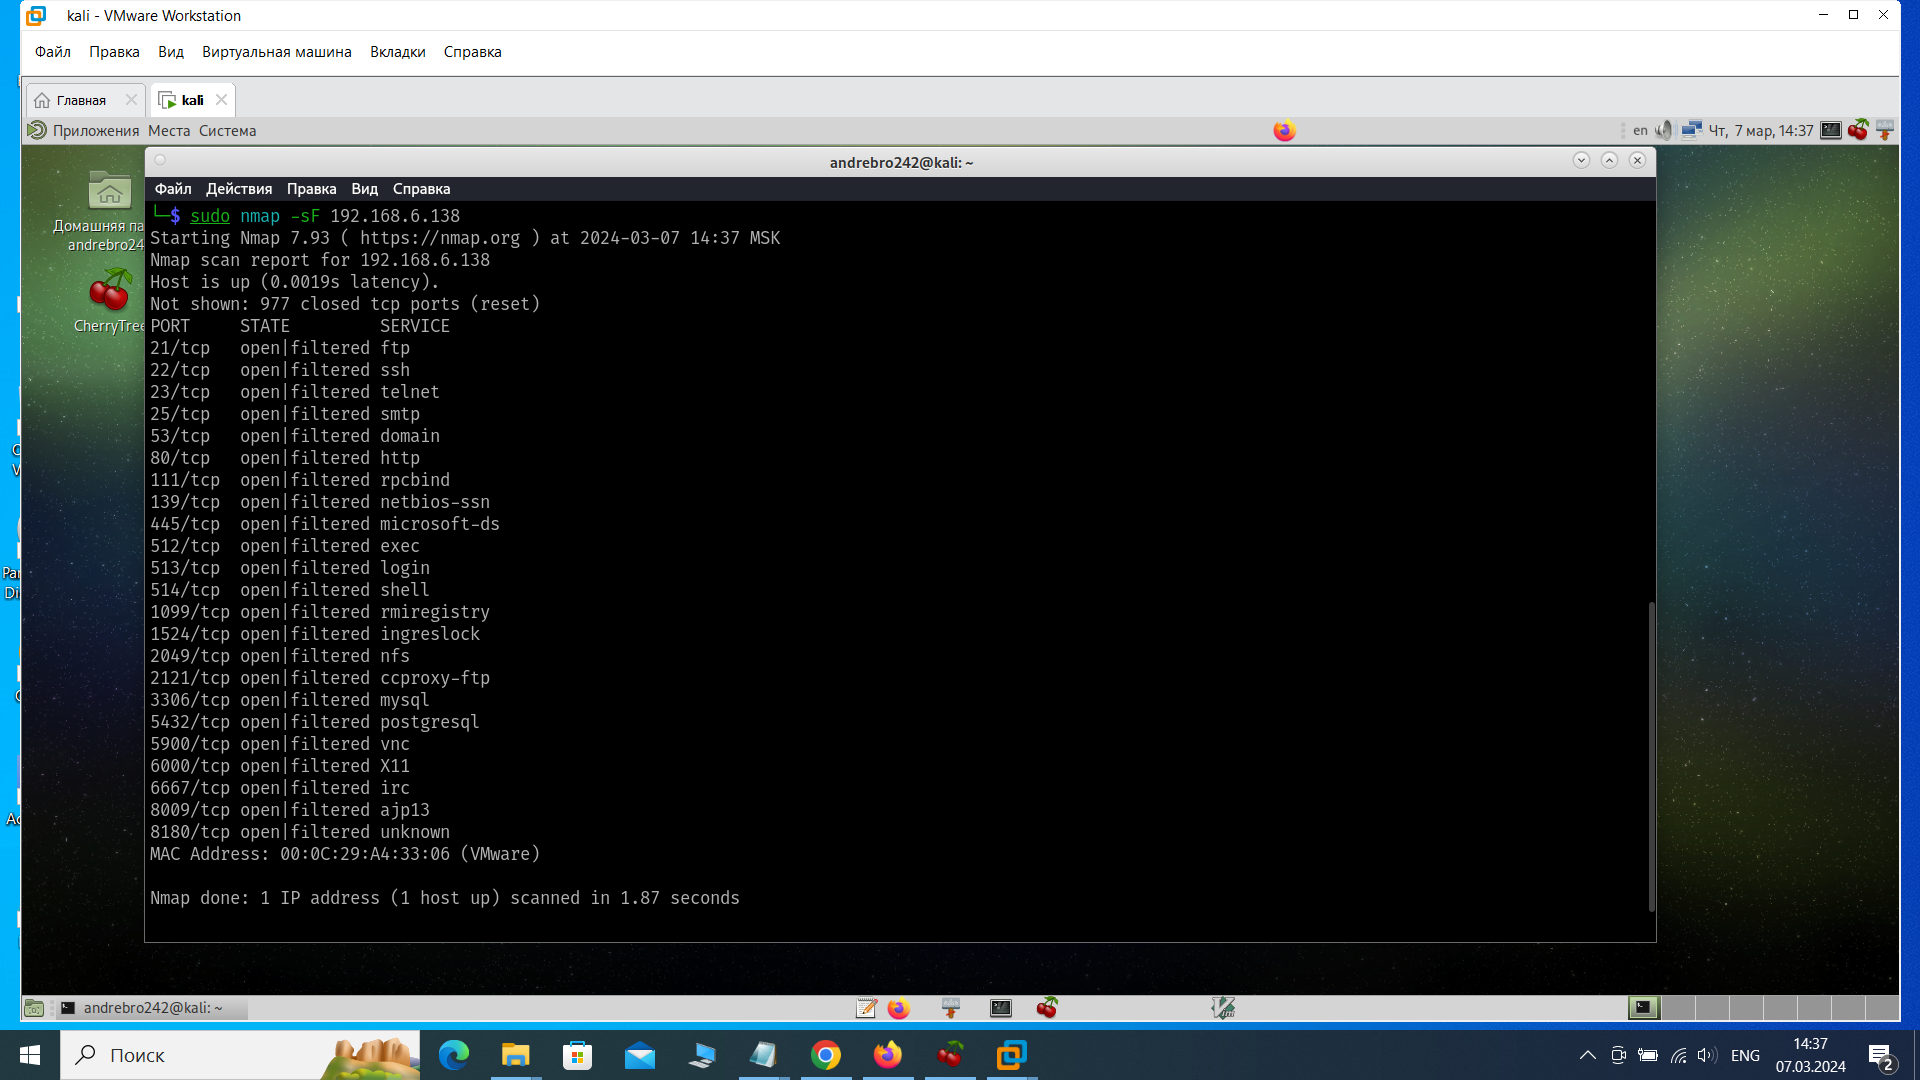 kali - VMware Workstation
Файл Правка Вид Виртуальная машина Вкладки Справка
Главная kali
Приложения Места Система en Чт, 7 мар, 14:37
andrebro242@kali: ~
Файл Действия Правка Вид Справка
Домашняя па
andrebro24
CherryTree
└─$ sudo nmap -sF 192.168.6.138
Starting Nmap 7.93 ( https://nmap.org ) at 2024-03-07 14:37 MSK
Nmap scan report for 192.168.6.138
Host is up (0.0019s latency).
Not shown: 977 closed tcp ports (reset)
PORT STATE SERVICE
21/tcp open|filtered ftp
22/tcp open|filtered ssh
23/tcp open|filtered telnet
25/tcp open|filtered smtp
53/tcp open|filtered domain
80/tcp open|filtered http
111/tcp open|filtered rpcbind
139/tcp open|filtered netbios-ssn
445/tcp open|filtered microsoft-ds
512/tcp open|filtered exec
513/tcp open|filtered login
514/tcp open|filtered shell
1099/tcp open|filtered rmiregistry
1524/tcp open|filtered ingreslock
2049/tcp open|filtered nfs
2121/tcp open|filtered ccproxy-ftp
3306/tcp open|filtered mysql
5432/tcp open|filtered postgresql
5900/tcp open|filtered vnc
6000/tcp open|filtered X11
6667/tcp open|filtered irc
8009/tcp open|filtered ajp13
8180/tcp open|filtered unknown
MAC Address: 00:0C:29:A4:33:06 (VMware)
Nmap done: 1 IP address (1 host up) scanned in 1.87 seconds
andrebro242@kali: ~
Поиск
ENG
14:37
07.03.2024
2